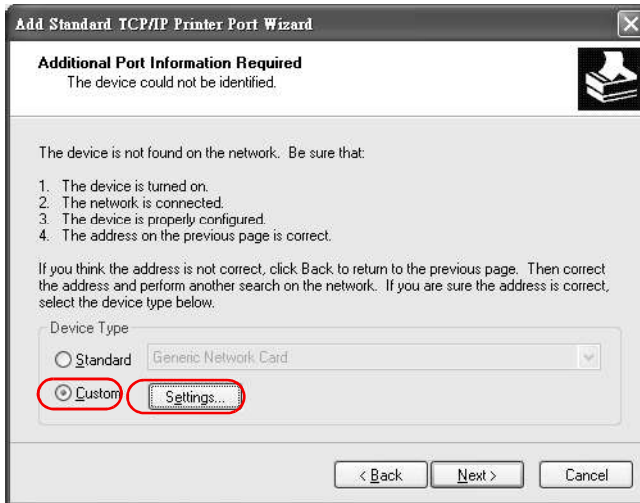 Add Standard TCP/IP Printer Port Wizard
Additional Port Information Required
The device could not be identified.
The device is not found on the network. Be sure that:
1. The device is turned on.
2. The network is connected.
3. The device is properly configured.
4. The address on the previous page is correct.
If you think the address is not correct, click Back to return to the previous page. Then correct
the address and perform another search on the network. If you are sure the address is correct,
select the device type below.
Device Type
Standard Generic Network Card
Custom Settings...
< Back Next > Cancel